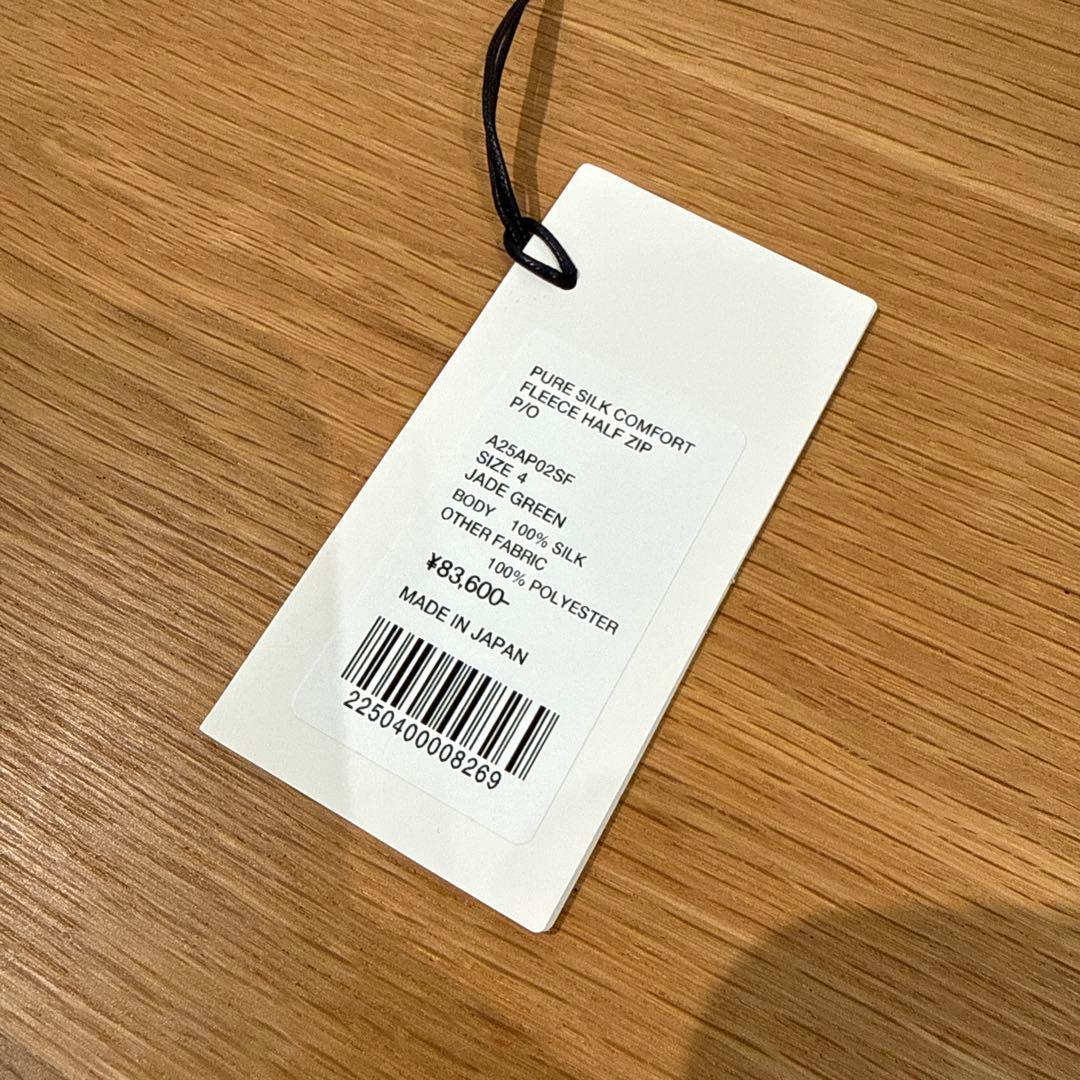 PURE SILK COMFORT
FLEECE HALF ZIP
P/O
A25AP02SF
SIZE 4
JADE GREEN
BODY 100% SILK
OTHER FABRIC
100% POLYESTER
¥83,600-
MADE IN JAPAN
2250400008269